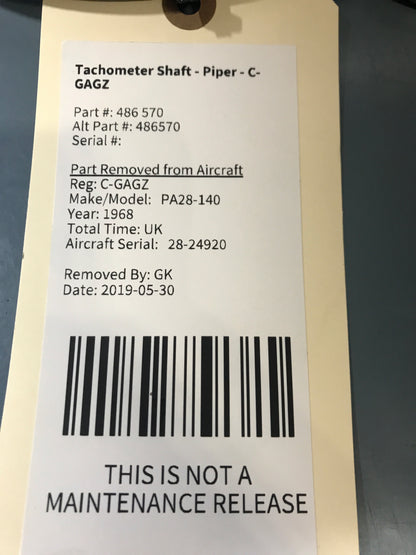 Tachometer Shaft - Piper - C-
GAGZ
Part #: 486 570
Alt Part #: 486570
Serial #:
Part Removed from Aircraft
Reg: C-GAGZ
Make/Model: PA28-140
Year: 1968
Total Time: UK
Aircraft Serial: 28-24920
Removed By: GK
Date: 2019-05-30
THIS IS NOT A
MAINTENANCE RELEASE